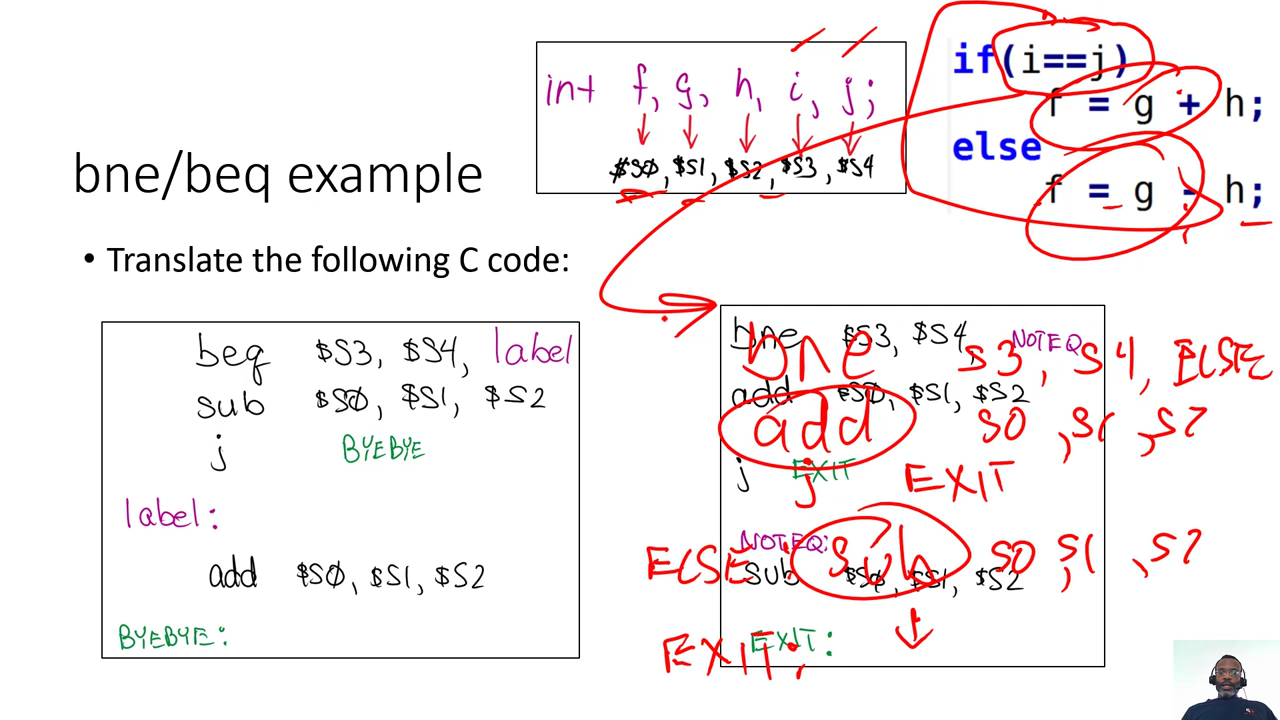 int f, g, h, i, j;
$S0, $S1, $S2, $S3, $S4
if(i==j)
f = g + h;
else
f = g - h;
bne/beq example
• Translate the following C code:
beq $S3, $S4, label
sub $S0, $S1, $S2
j BYEBYE
label:
add $S0, $S1, $S2
BYEBYE:
bne $S3, $S4 NOTEQ
add $S0, $S1, $S2
j EXIT
NOTEQ:
sub $S0, $S1, $S2
EXIT:
bne S3, S4, ELSE
add S0, S1, S2
j EXIT
ELSE: sub S0, S1, S2
EXIT: